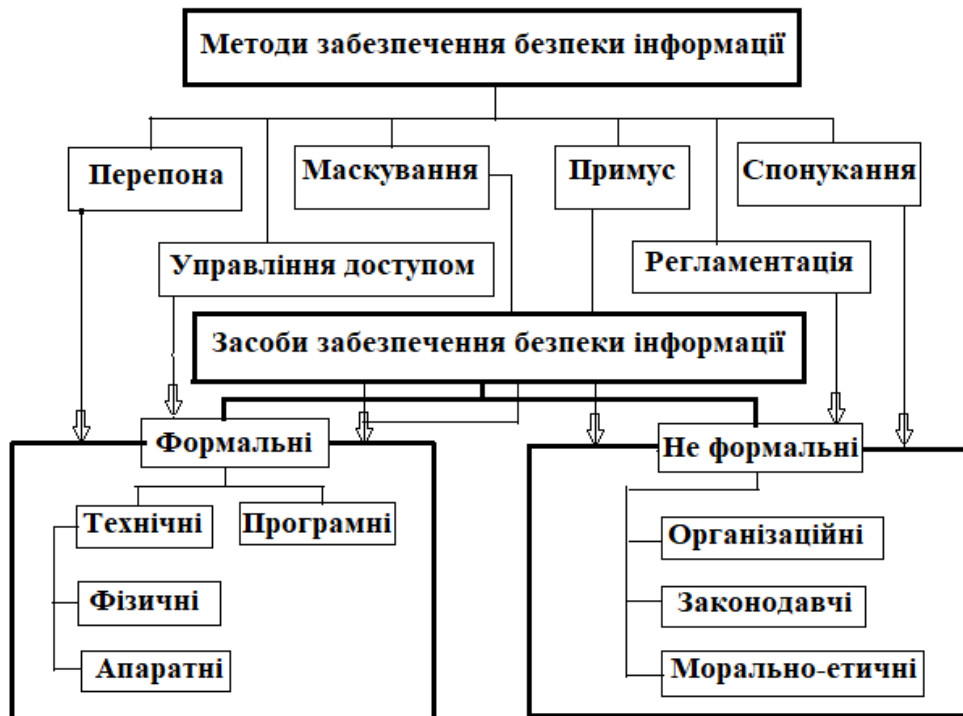 Методи забезпечення безпеки інформації
Перепона
Маскування
Примус
Спонукання
Управління доступом
Регламентація
Засоби забезпечення безпеки інформації
Формальні
Не формальні
Технічні
Програмні
Організаційні
Фізичні
Законодавчі
Апаратні
Морально-етичні